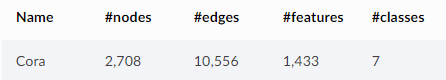 Name #nodes #edges #features #classes
Cora 2,708 10,556 1,433 7